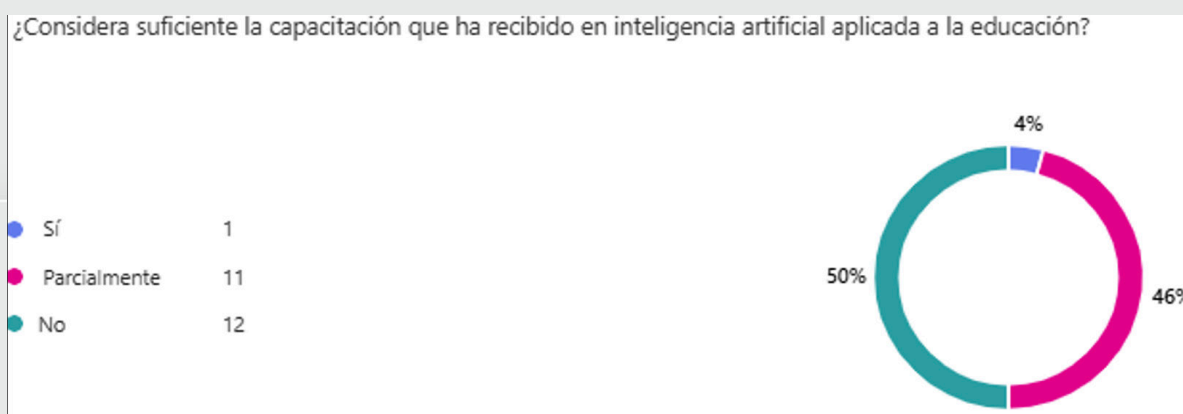 ¿Considera suficiente la capacitación que ha recibido en inteligencia artificial aplicada a la educación?
4%
Sí 1
Parcialmente 11
50%
46%
No 12